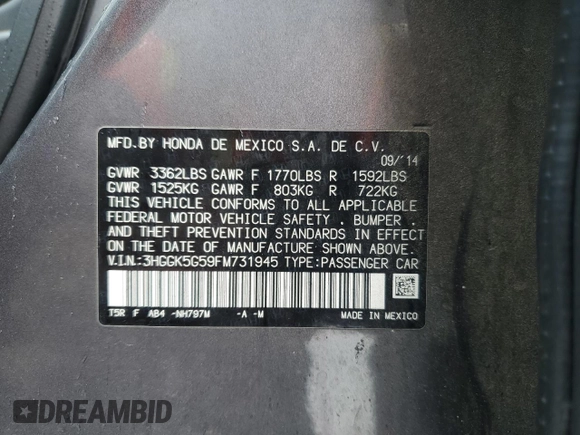 MFD.BY HONDA DE MEXICO S.A. DE C.V.
09/'14
GVWR 3362LBS GAWR F 1770LBS R 1592LBS
GVWR 1525KG GAWR F 803KG R 722KG
THIS VEHICLE CONFORMS TO ALL APPLICABLE
FEDERAL MOTOR VEHICLE SAFETY . BUMPER .
AND THEFT PREVENTION STANDARDS IN EFFECT
ON THE DATE OF MANUFACTURE SHOWN ABOVE.
V.I.N.:3HGGK5G59FM731945 TYPE:PASSENGER CAR
T5R F AB4 -NH797M -A -M MADE IN MEXICO
DREAMBID